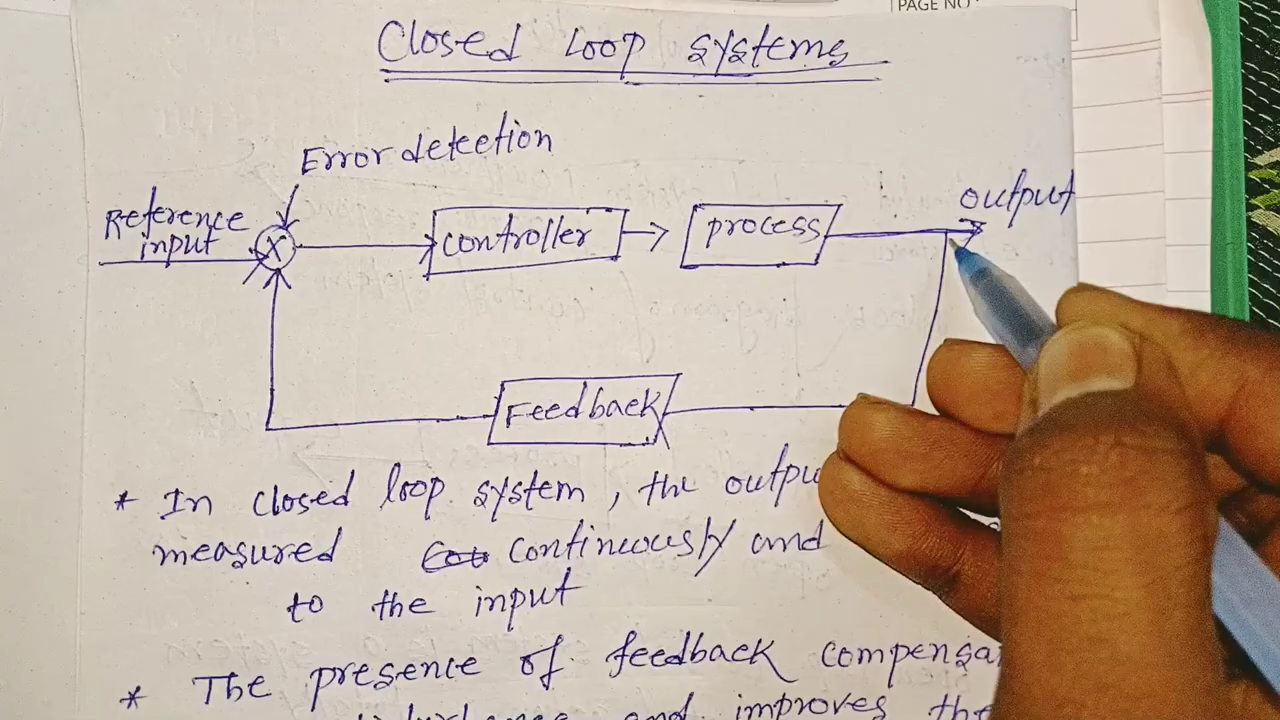 PAGE NO
Closed Loop systems
Error detection
Reference
input
X
controller
process
output
Feedback
* In closed loop system, the outpu
measured continuously and
to the input
* The presence of feedback compensa
and improves the